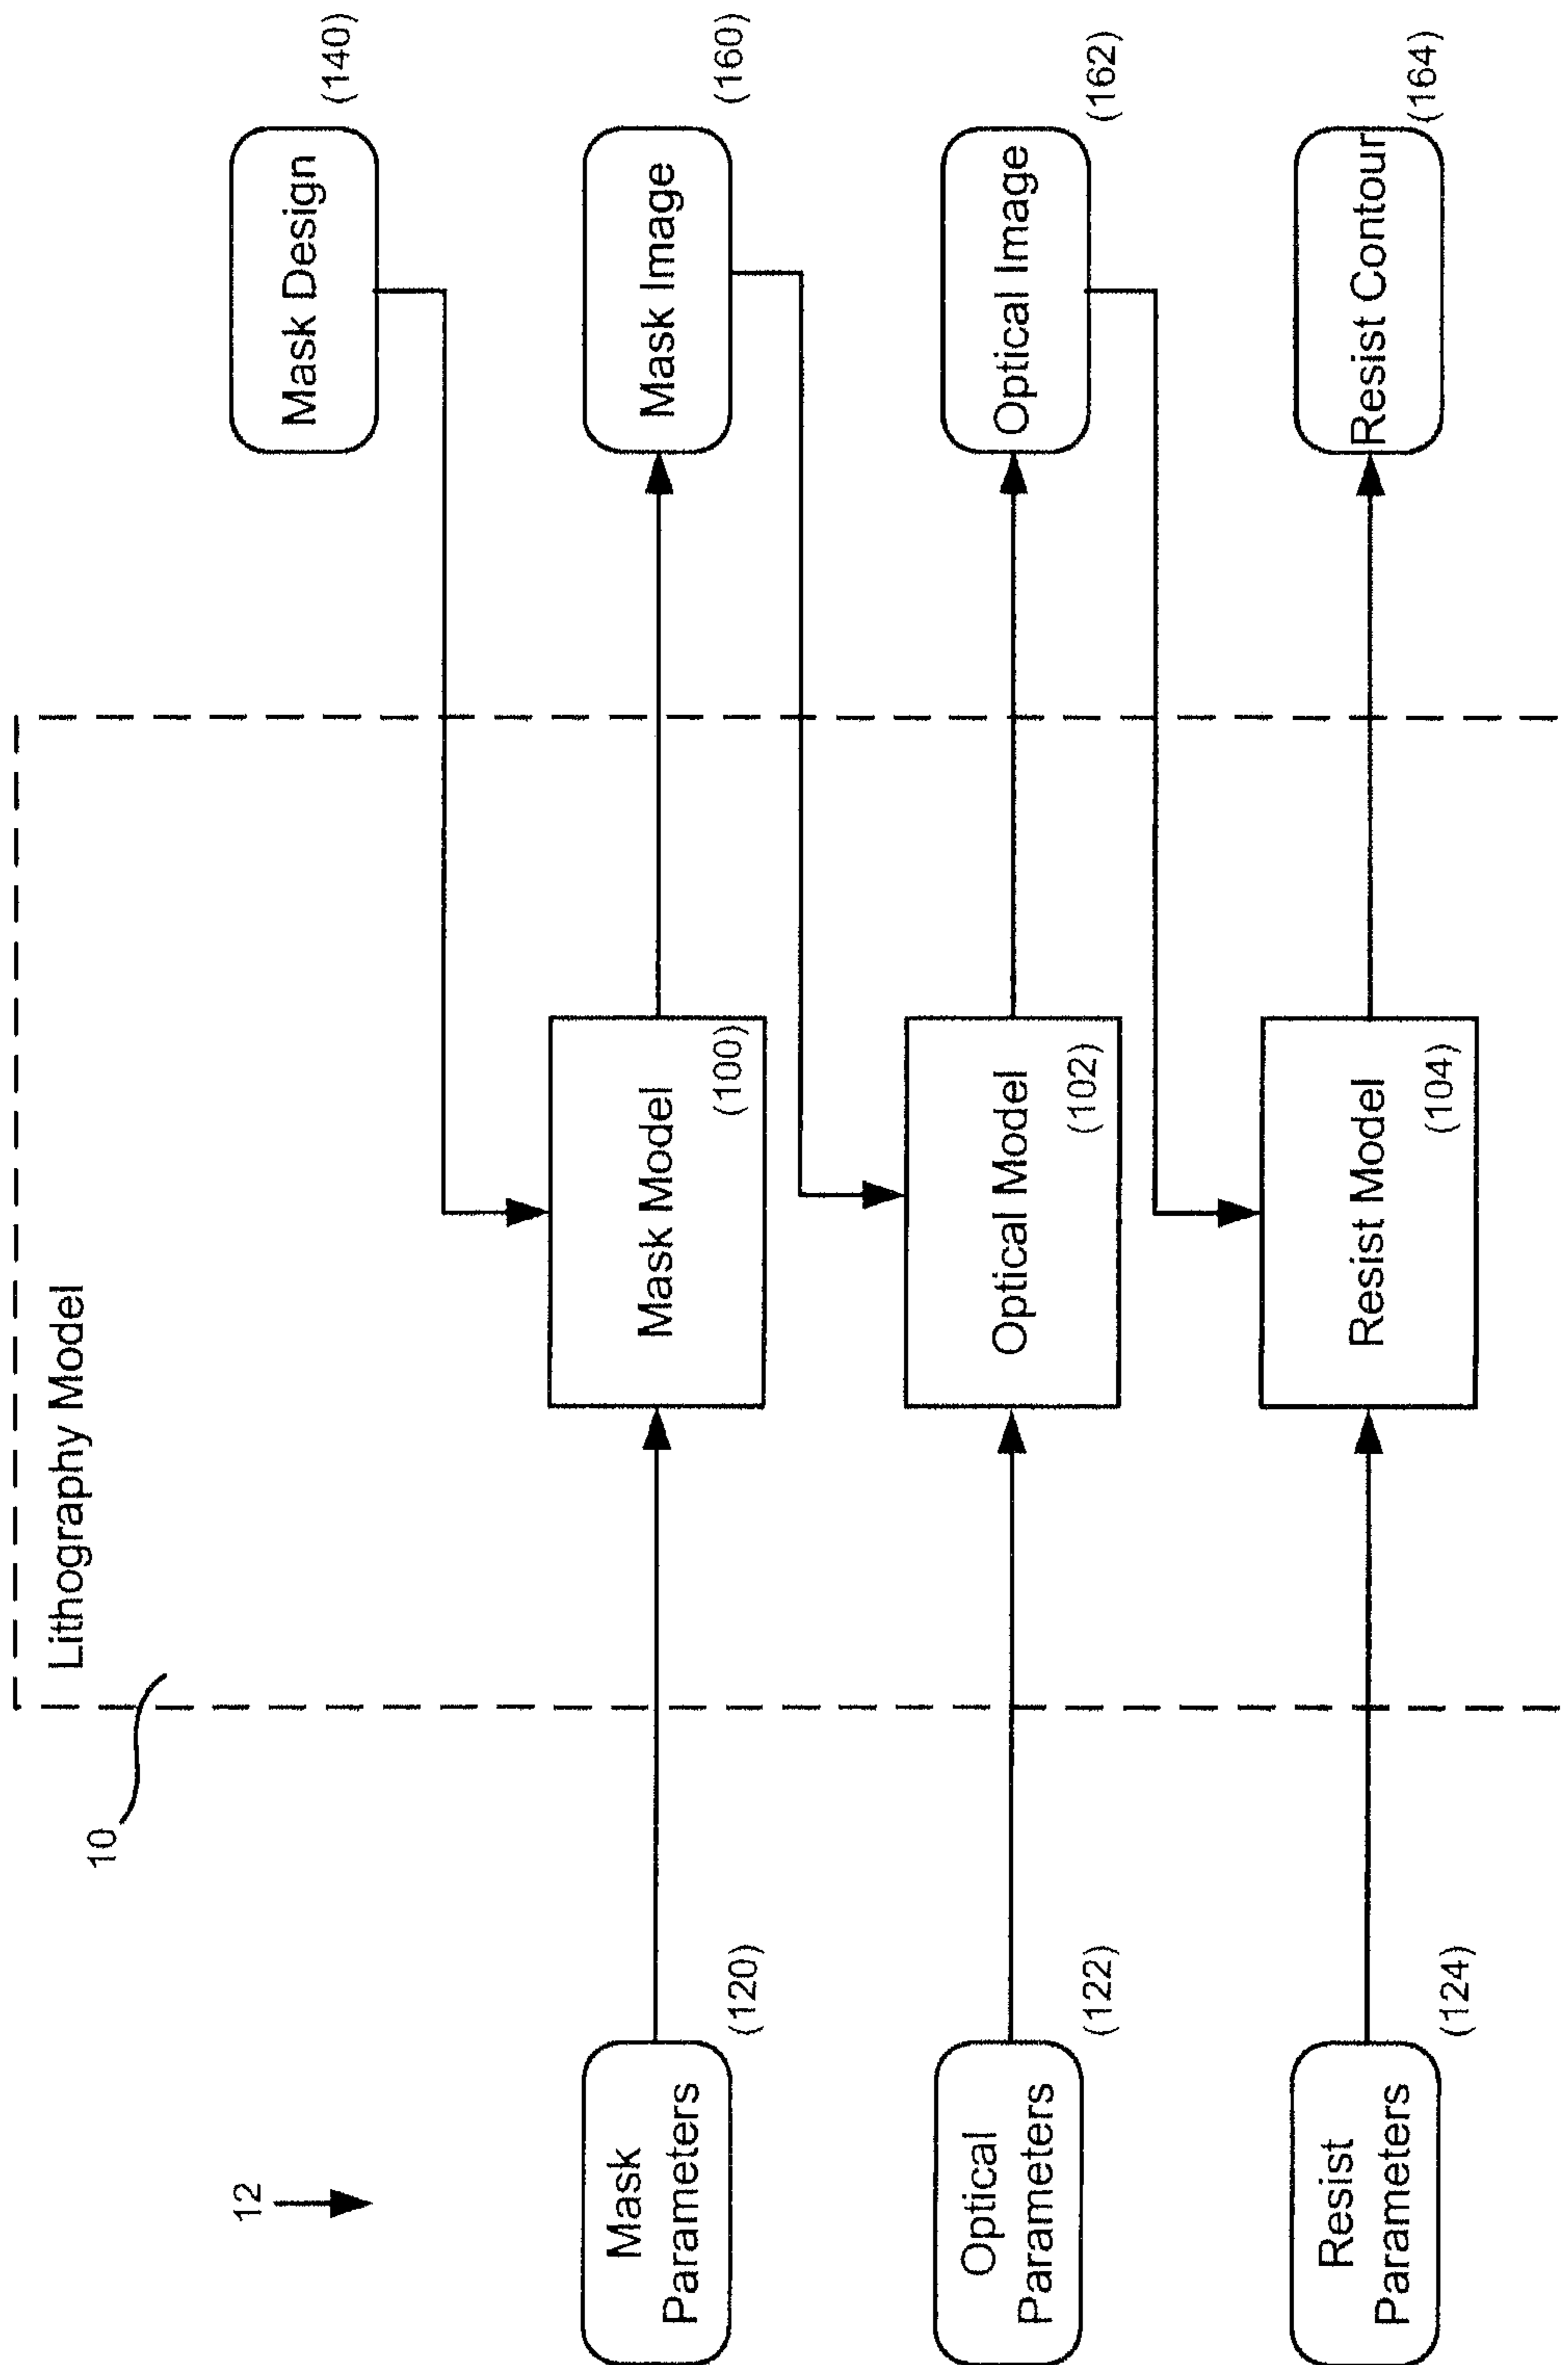 Lithography Model
10
12
Mask Design
(140)
Mask
Parameters
(120)
Mask Model
(100)
Mask Image
(160)
Optical
Parameters
(122)
Optical Model
(102)
Optical Image
(162)
Resist
Parameters
(124)
Resist Model
(104)
Resist Contour
(164)